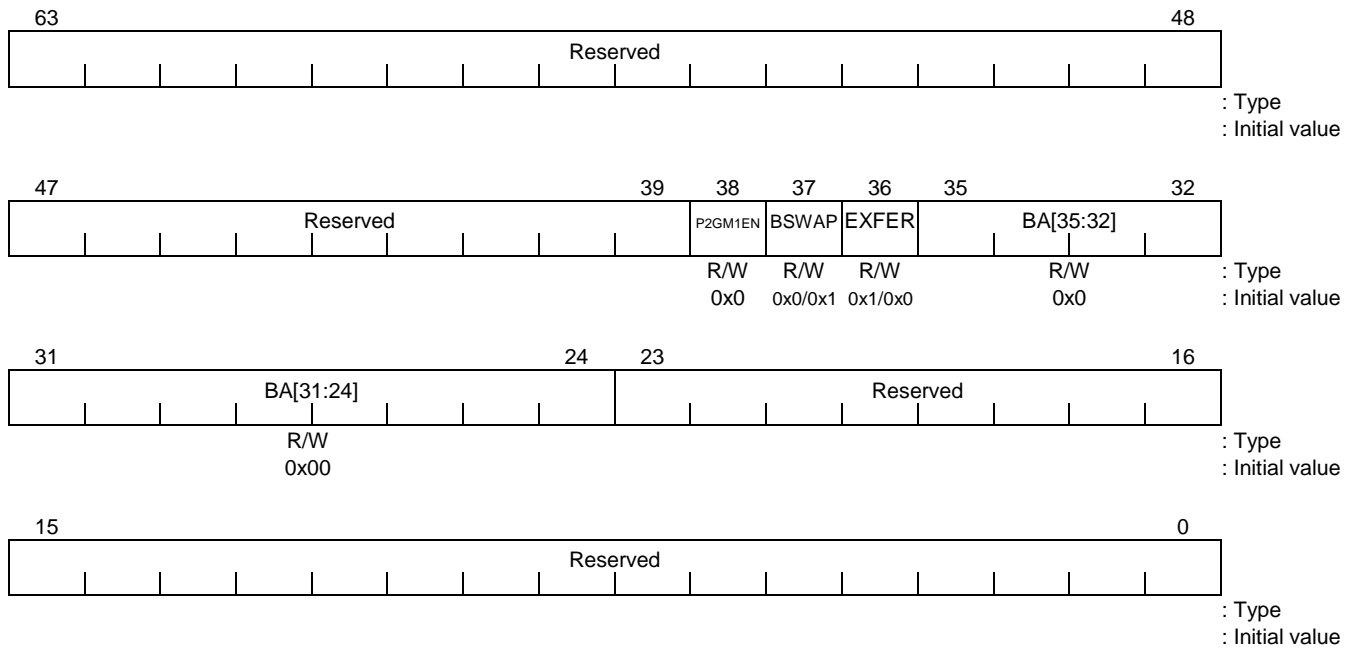 63 48
Reserved
: Type
: Initial value
47 39 38 37 36 35 32
Reserved P2GM1EN BSWAP EXFER BA[35:32]
R/W R/W R/W R/W : Type
0x0 0x0/0x1 0x1/0x0 0x0 : Initial value
31 24 23 16
BA[31:24] Reserved
R/W : Type
0x00 : Initial value
15 0
Reserved
: Type
: Initial value